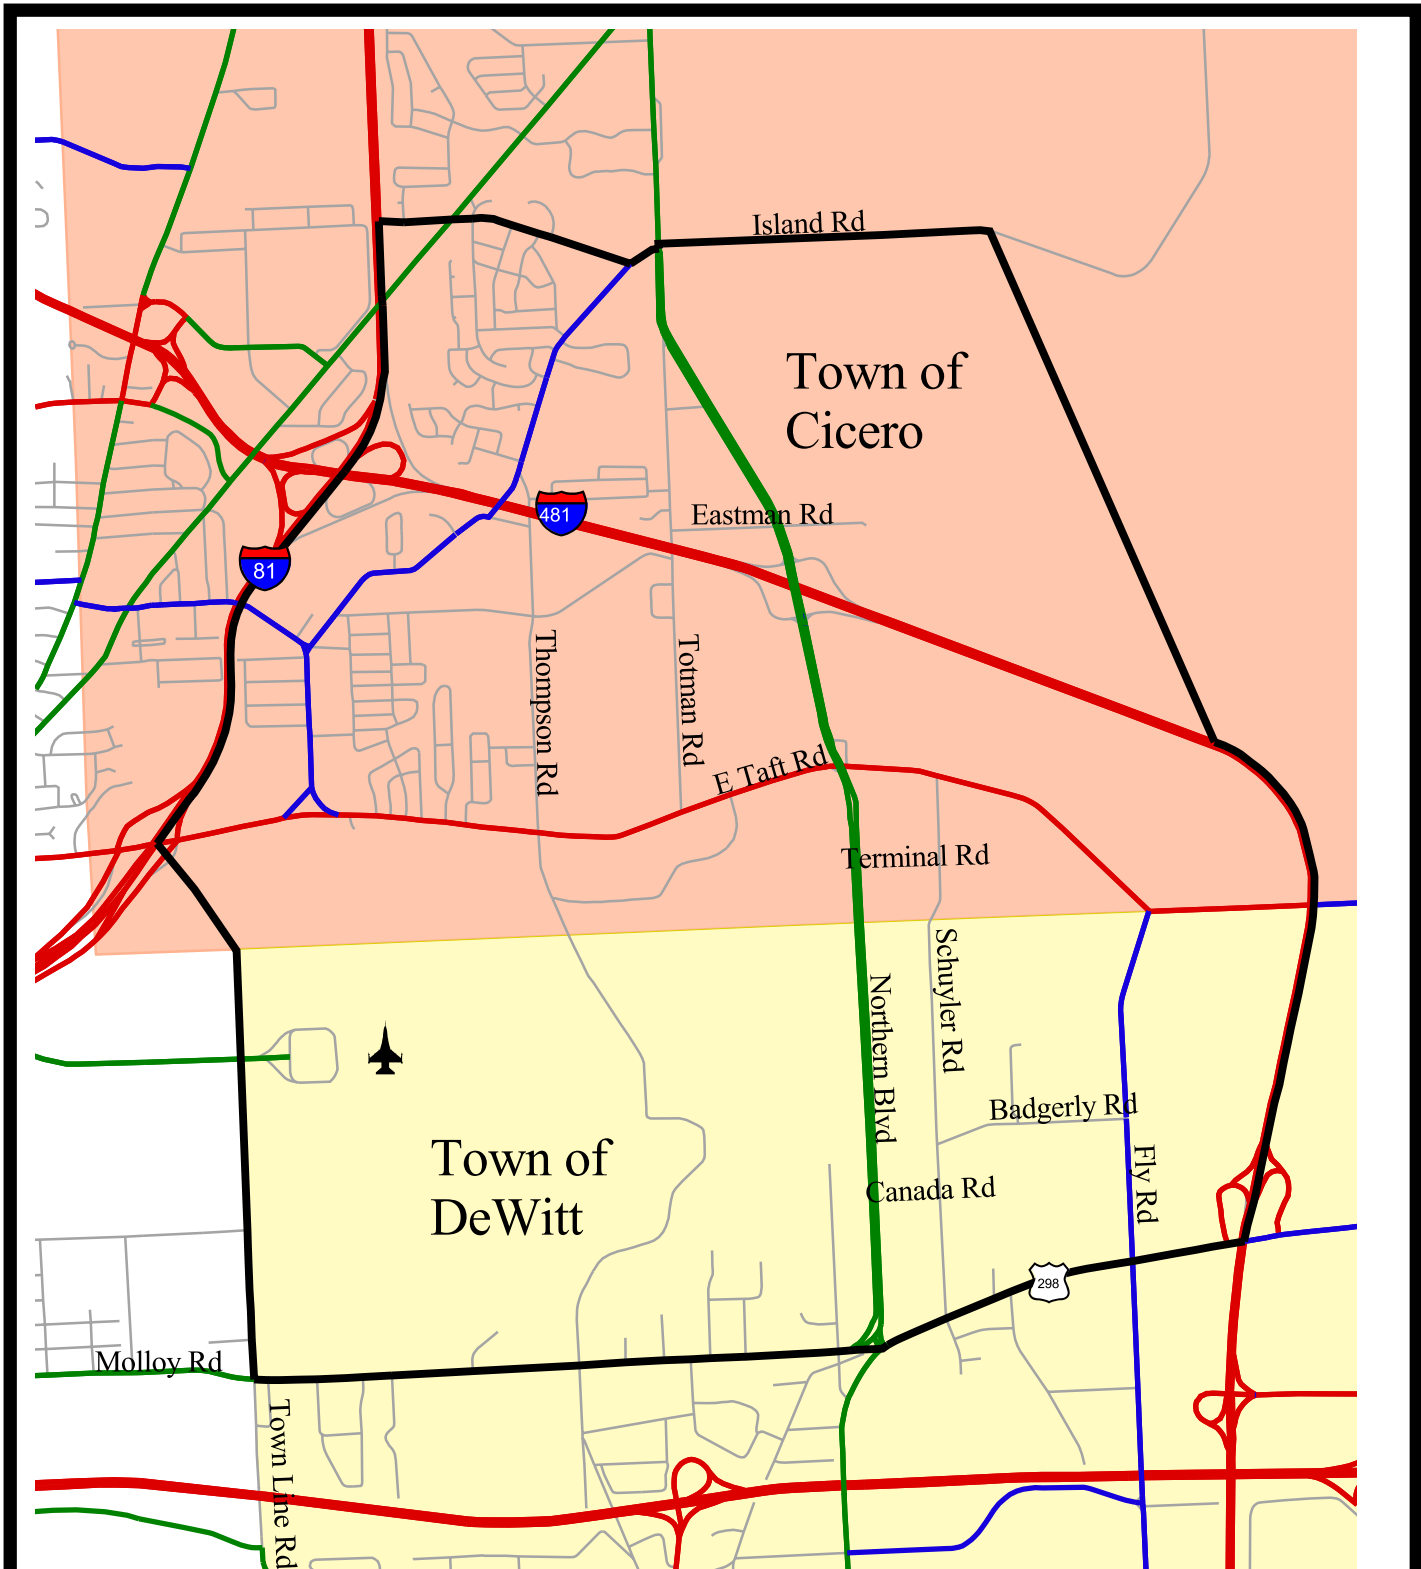 Island Rd
Town of
Cicero
481
Eastman Rd
81
Thompson Rd
Totman Rd
E Taft Rd
Terminal Rd
Schuyler Rd
Northern Blvd
Badgerly Rd
Town of
DeWitt
Fly Rd
Canada Rd
298
Molloy Rd
Town Line Rd